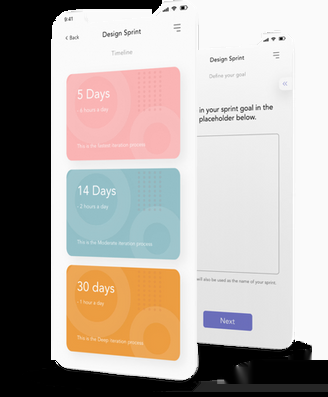 9:41
Back
Design Sprint
Timeline
5 Days
- 6 hours a day
This is the fastest iteration process
14 Days
- 2 hours a day
This is the Moderate iteration process
30 days
- 1 hour a day
This is the Deep iteration process
Design Sprint
Define your goal
in your sprint goal in the
placeholder below.
will also be used as the name of your sprint.
Next